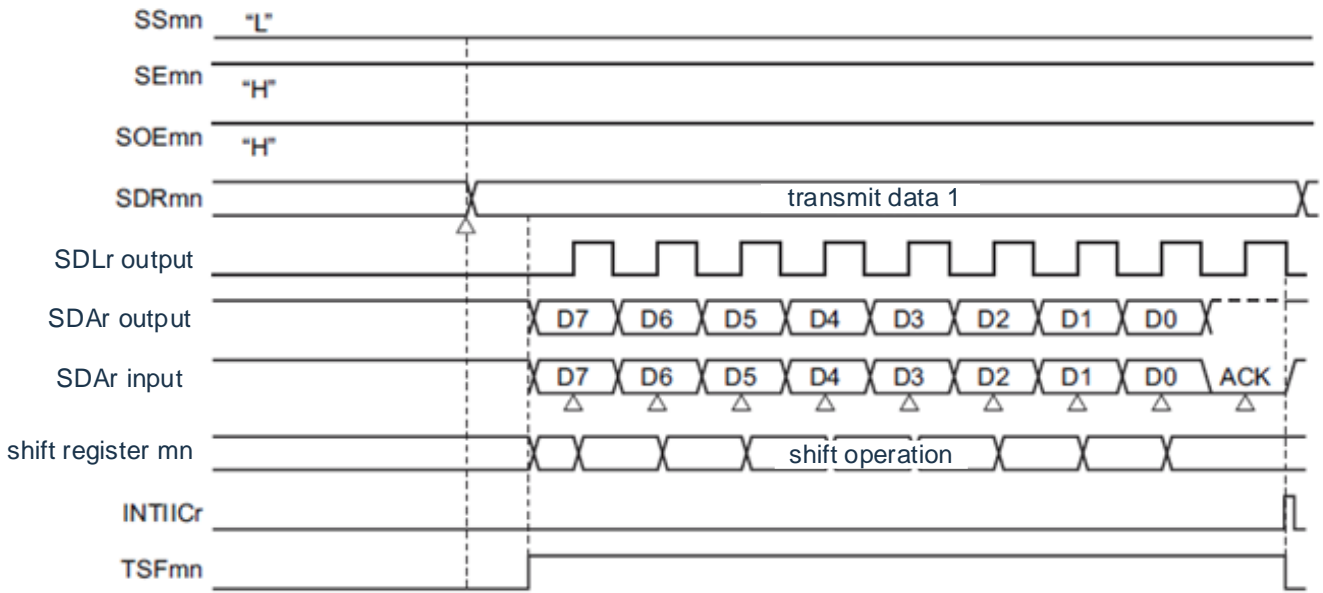 SSmn "L"
SEmn "H"
SOEmn "H"
SDRmn transmit data 1
SDLr output
SDAr output D7 D6 D5 D4 D3 D2 D1 D0
SDAr input D7 D6 D5 D4 D3 D2 D1 D0 ACK
shift register mn shift operation
INTIICr
TSFmn